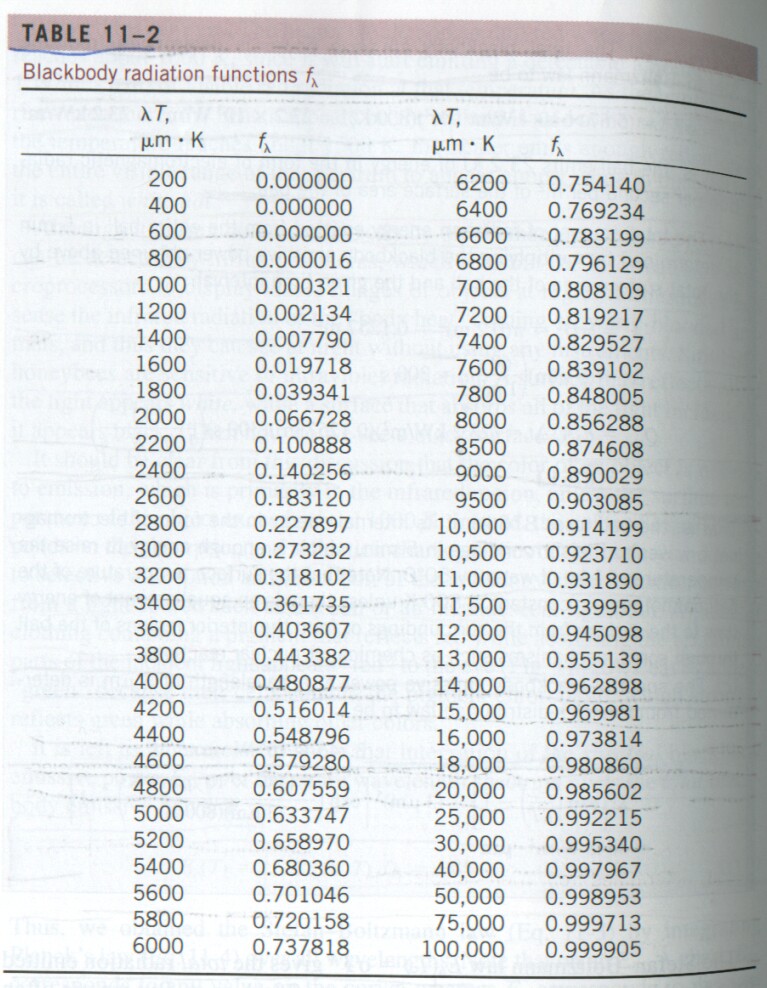 TABLE 11–2
Blackbody radiation functions fλ
λT, λT,
μm · K fλ μm · K fλ
200 0.000000 6200 0.754140
400 0.000000 6400 0.769234
600 0.000000 6600 0.783199
800 0.000016 6800 0.796129
1000 0.000321 7000 0.808109
1200 0.002134 7200 0.819217
1400 0.007790 7400 0.829527
1600 0.019718 7600 0.839102
1800 0.039341 7800 0.848005
2000 0.066728 8000 0.856288
2200 0.100888 8500 0.874608
2400 0.140256 9000 0.890029
2600 0.183120 9500 0.903085
2800 0.227897 10,000 0.914199
3000 0.273232 10,500 0.923710
3200 0.318102 11,000 0.931890
3400 0.361735 11,500 0.939959
3600 0.403607 12,000 0.945098
3800 0.443382 13,000 0.955139
4000 0.480877 14,000 0.962898
4200 0.516014 15,000 0.969981
4400 0.548796 16,000 0.973814
4600 0.579280 18,000 0.980860
4800 0.607559 20,000 0.985602
5000 0.633747 25,000 0.992215
5200 0.658970 30,000 0.995340
5400 0.680360 40,000 0.997967
5600 0.701046 50,000 0.998953
5800 0.720158 75,000 0.999713
6000 0.737818 100,000 0.999905